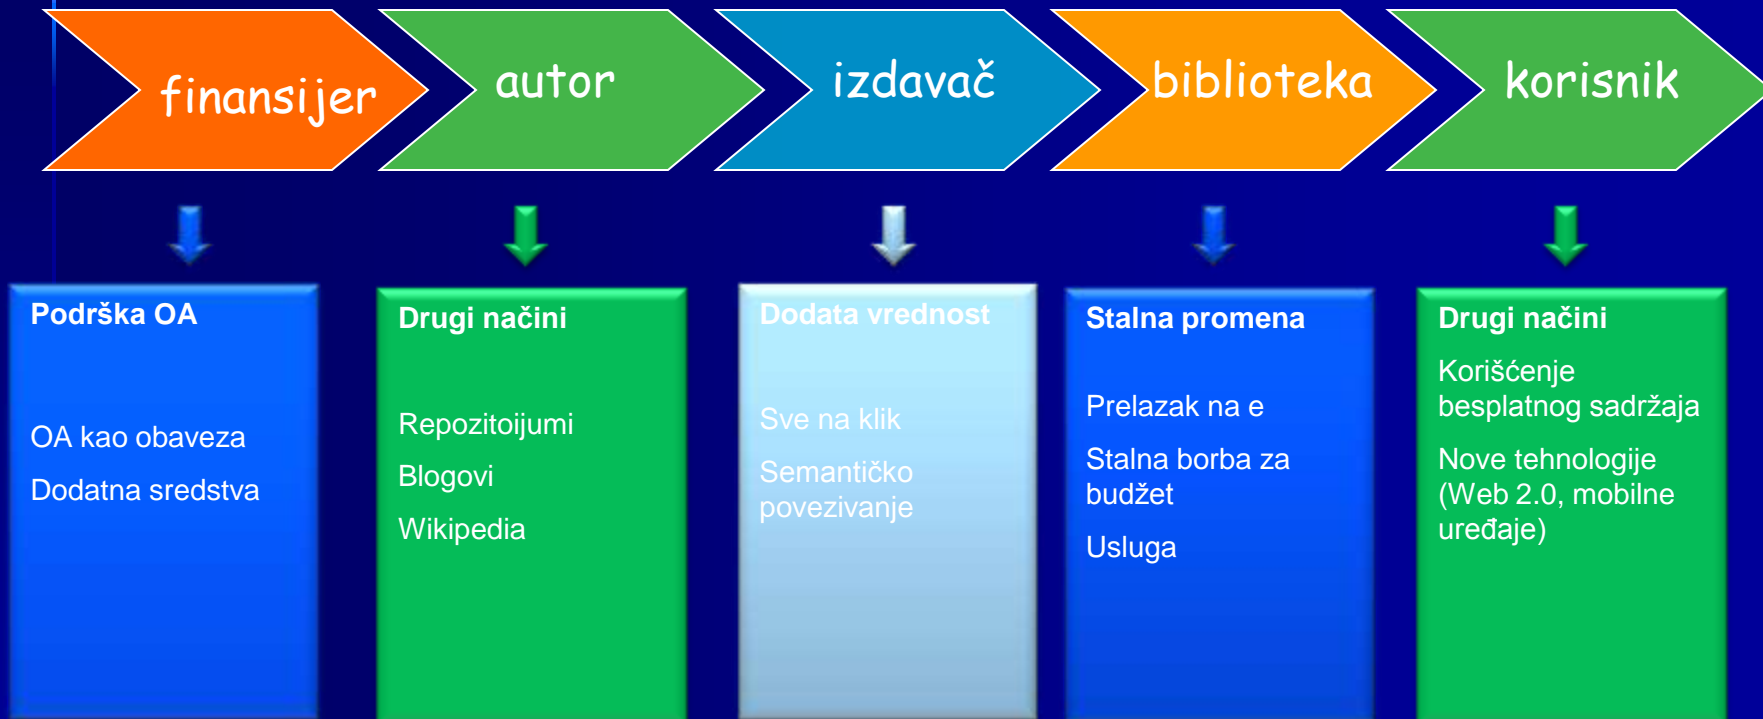 finansijer
autor
izdavač
biblioteka
korisnik
Podrška OA
OA kao obaveza
Dodatna sredstva
Drugi načini
Repozitoijumi
Blogovi
Wikipedia
Dodata vrednost
Sve na klik
Semantičko
povezivanje
Stalna promena
Prelazak na e
Stalna borba za
budžet
Usluga
Drugi načini
Korišćenje
besplatnog sadržaja
Nove tehnologije
(Web 2.0, mobilne
uređaje)